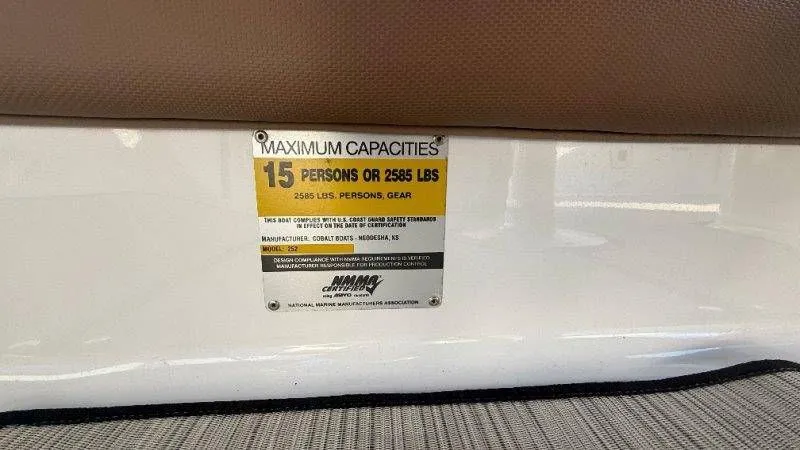 MAXIMUM CAPACITIES
15 PERSONS OR 2585 LBS
2585 LBS. PERSONS, GEAR
THIS BOAT COMPLIES WITH U.S. COAST GUARD SAFETY STANDARDS
IN EFFECT ON THE DATE OF CERTIFICATION
MANUFACTURER: COBALT BOATS - NEODESHA, KS
MODEL: 252
DESIGN COMPLIANCE WITH NMMA REQUIREMENTS IS VERIFIED.
MANUFACTURER RESPONSIBLE FOR PRODUCTION CONTROL
NMMA
CERTIFIED
using ABYC
NATIONAL MARINE MANUFACTURERS ASSOCIATION